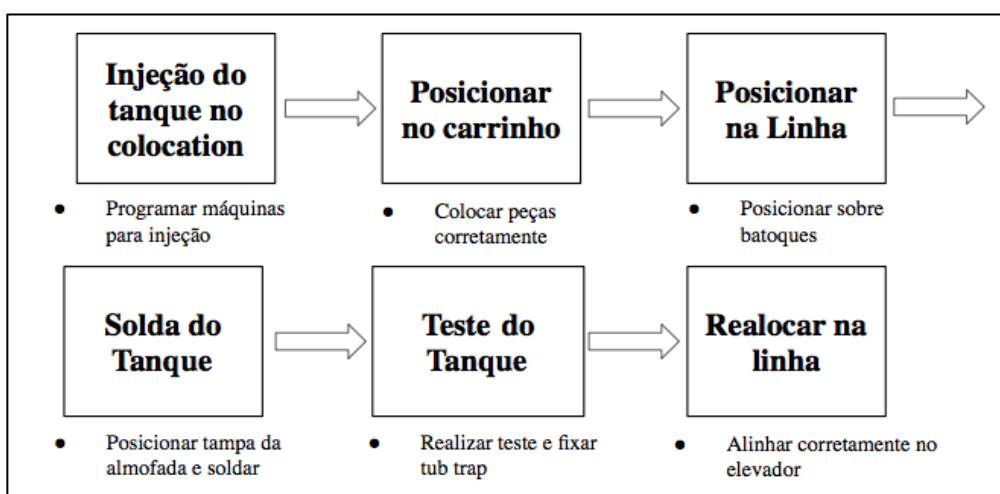 Injeção do
tanque no
colocation
Posicionar
no carrinho
Posicionar
na Linha
● Programar máquinas
para injeção
● Colocar peças
corretamente
● Posicionar sobre
batoques
Solda do
Tanque
Teste do
Tanque
Realocar na
linha
● Posicionar tampa da
almofada e soldar
● Realizar teste e fixar
tub trap
● Alinhar corretamente no
elevador